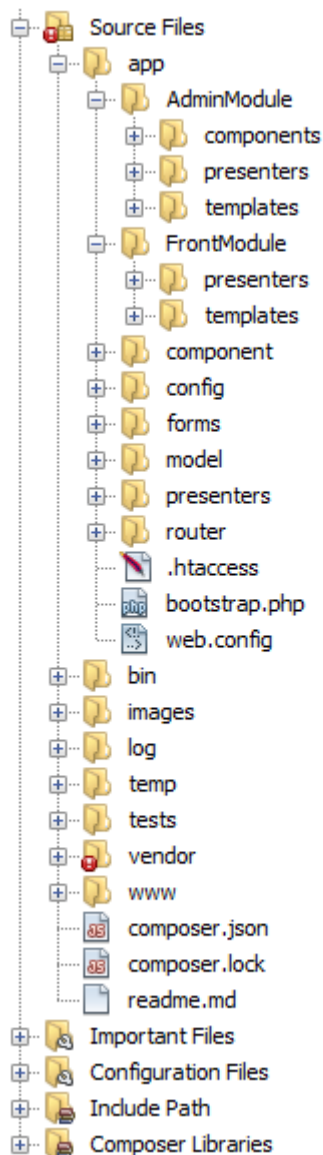 Source Files
app
AdminModule
components
presenters
templates
FrontModule
presenters
templates
component
config
forms
model
presenters
router
.htaccess
bootstrap.php
web.config
bin
images
log
temp
tests
vendor
www
composer.json
composer.lock
readme.md
Important Files
Configuration Files
Include Path
Composer Libraries